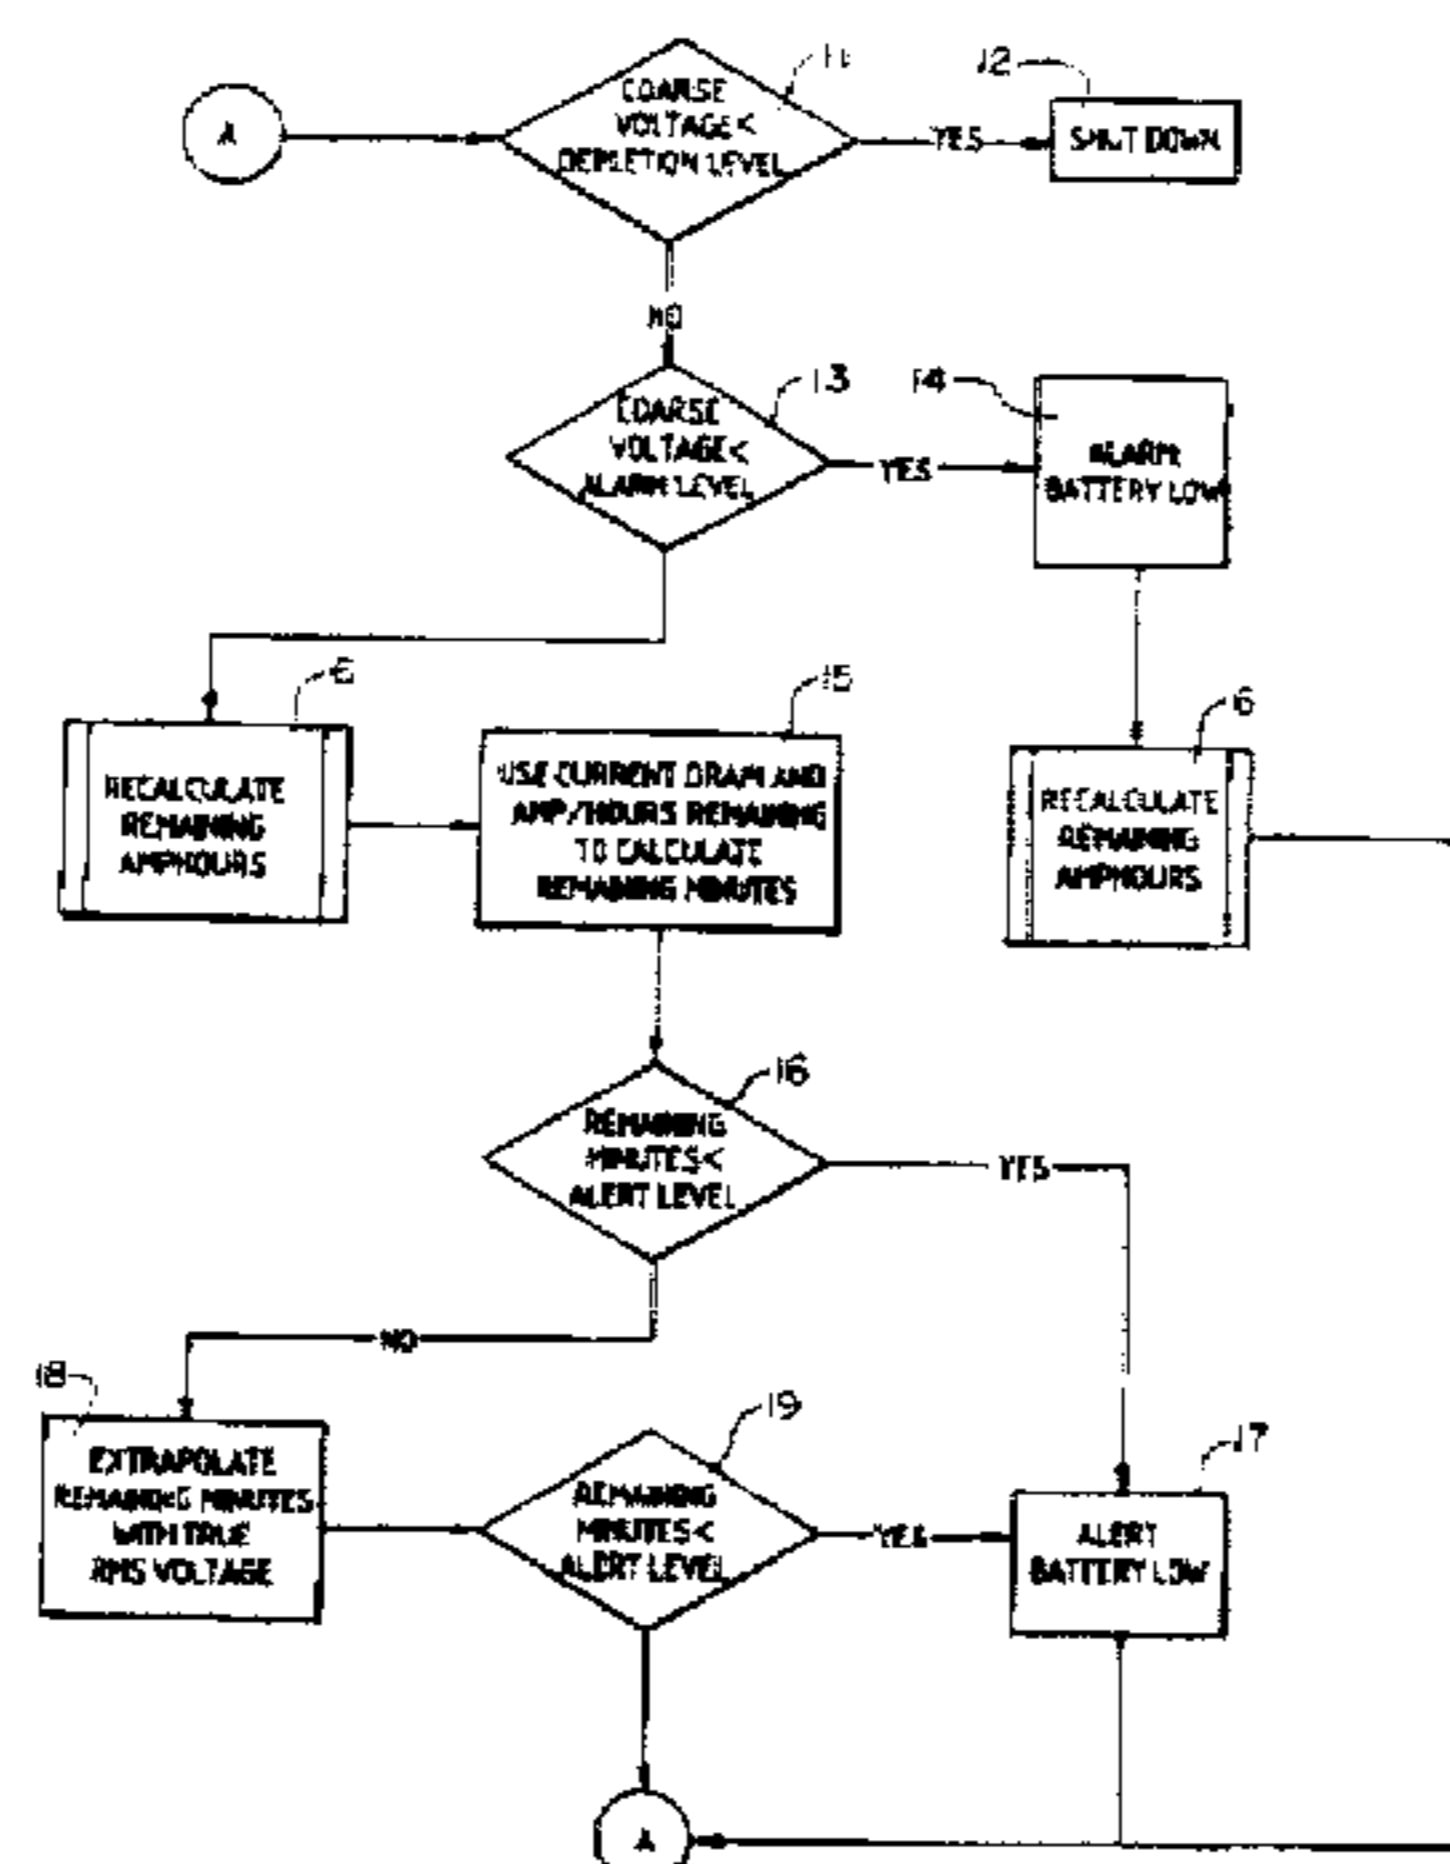 A
COARSE
VOLTAGE<
DEPLETION LEVEL
11
YES
12
SHUT DOWN
NO
COARSE
VOLTAGE<
ALARM LEVEL
13
YES
14
ALARM
BATTERY LOW
6
RECALCULATE
REMAINING
AMPHOURS
15
USE CURRENT DRAIN AND
AMP/HOURS REMAINING
TO CALCULATE
REMAINING MINUTES
6
RECALCULATE
REMAINING
AMPHOURS
16
REMAINING
MINUTES<
ALERT LEVEL
YES
NO
18
EXTRAPOLATE
REMAINING MINUTES
WITH TRUE
RMS VOLTAGE
19
REMAINING
MINUTES<
ALERT LEVEL
YES
17
ALERT
BATTERY LOW
A